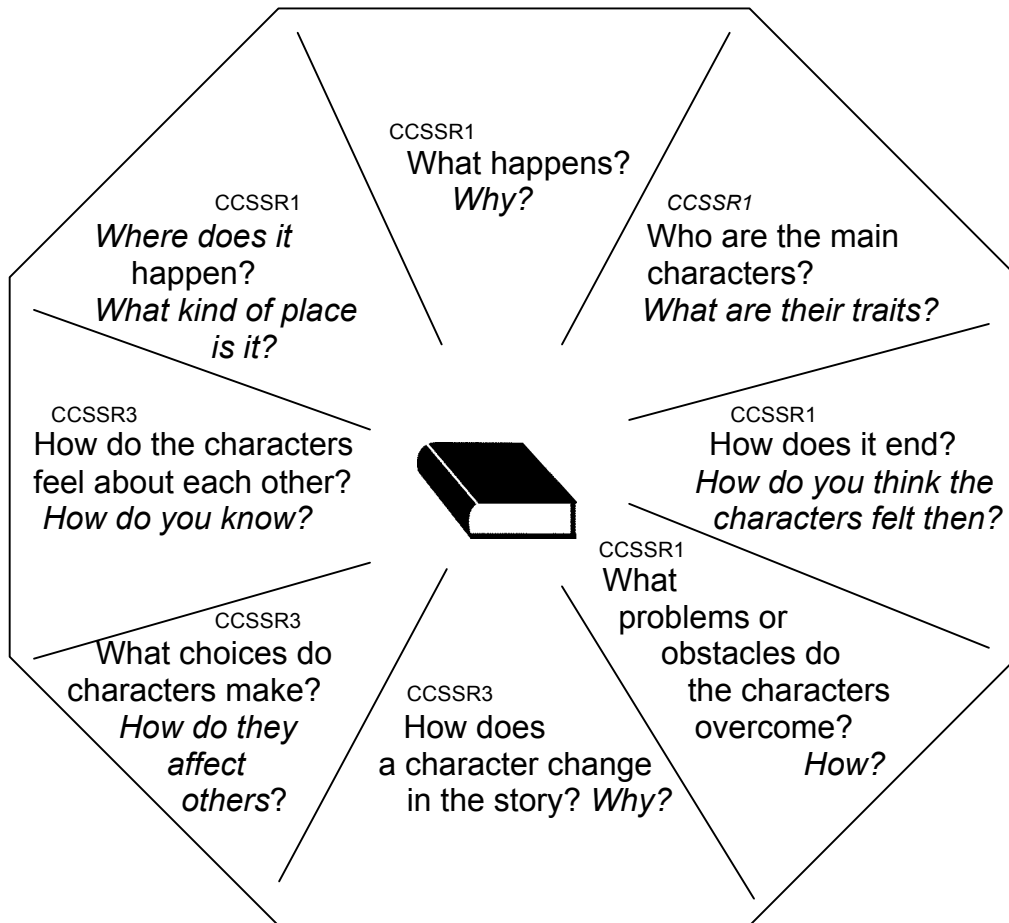 CCSSR1
What happens?
Why?
CCSSR1
Who are the main
characters?
What are their traits?
CCSSR1
How does it end?
How do you think the
characters felt then?
CCSSR1
What
problems or
obstacles do
the characters
overcome?
How?
CCSSR3
How does
a character change
in the story? Why?
CCSSR3
What choices do
characters make?
How do they
affect
others?
CCSSR3
How do the characters
feel about each other?
How do you know?
CCSSR1
Where does it
happen?
What kind of place
is it?